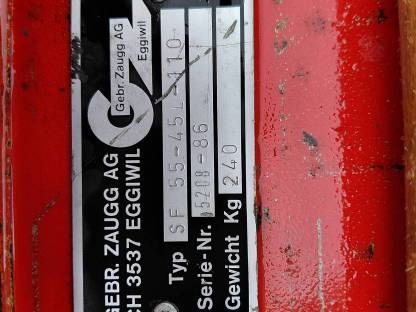 Gebr. Zaugg AG
Eggiwil
GEBR. ZAUGG AG
CH 3537 EGGIWIL
Typ SF 55-45L-110
Serie-Nr. 5208-86
Gewicht Kg 240